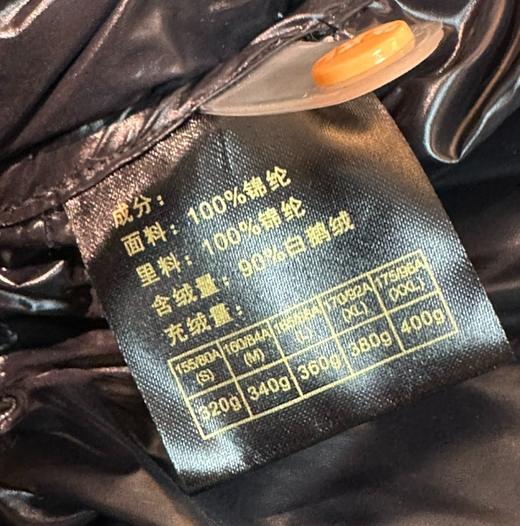 成分:
面料: 100%锦纶
里料: 100%锦纶
含绒量: 90%白鹅绒
充绒量:
155/80A 160/84A 165/88A 170/92A 175/96A
(S) (M) (L) (XL) (XXL)
320g 340g 360g 380g 400g